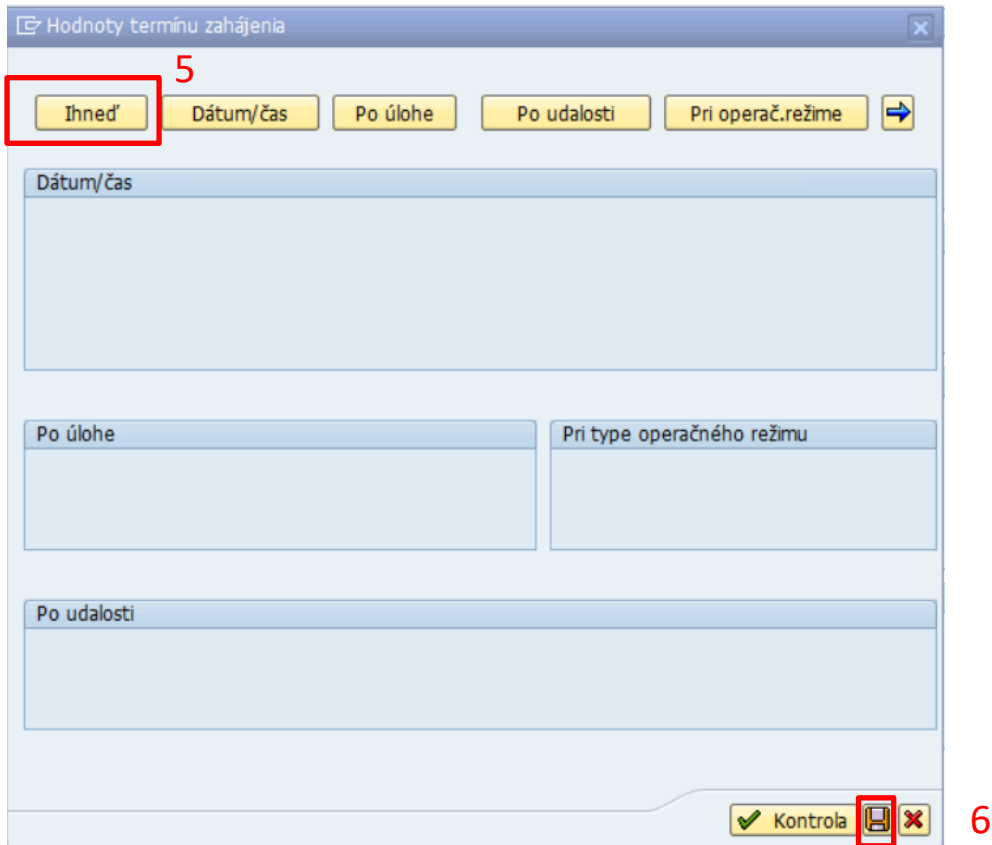 Hodnoty termínu zahájenia
5
Ihneď Dátum/čas Po úlohe Po udalosti Pri operač.režime
Dátum/čas
Po úlohe Pri type operačného režimu
Po udalosti
Kontrola 6